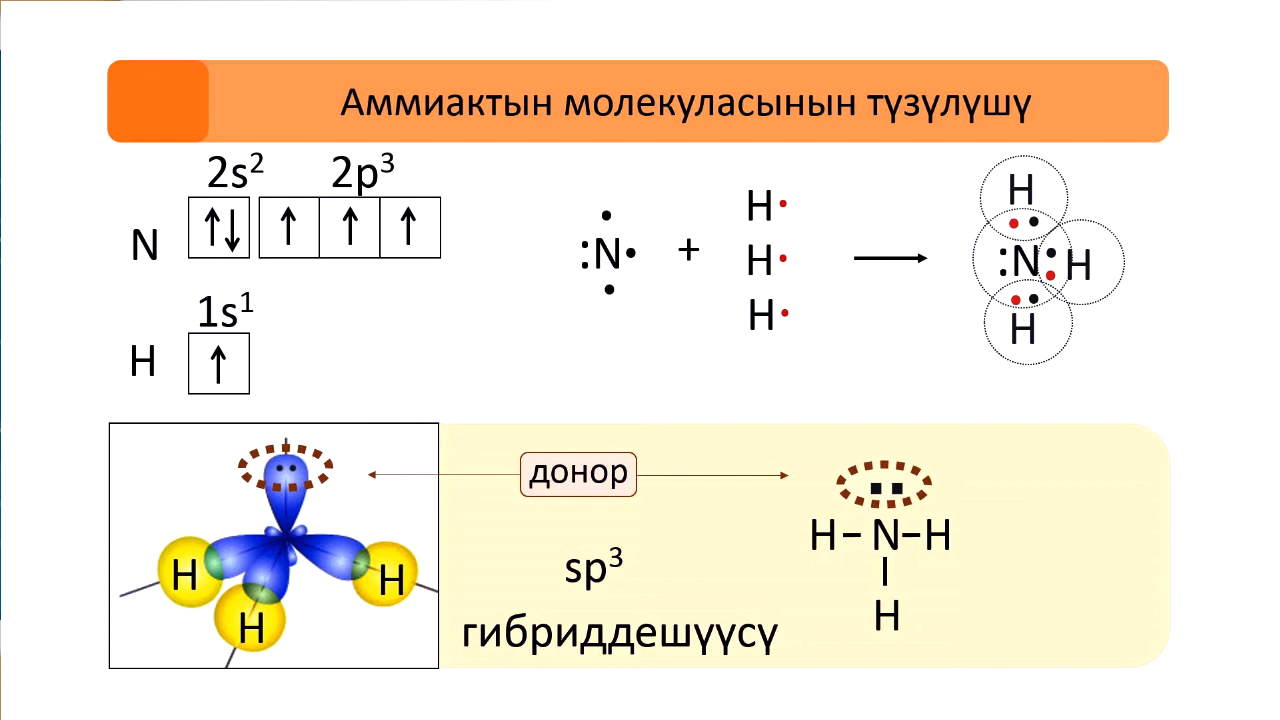 Аммиактын молекуласынын түзүлүшү
2s² 2p³
N ↑↓ ↑ ↑ ↑
1s¹
H ↑
:N• + H• H• H• → H :N H H
донор
H H H
sp³
гибриддешүүсү
H–N–H
H